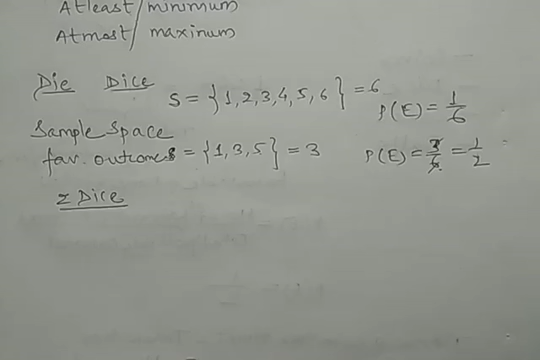 Atleast/minimum
Atmost/maxinum
Die Dice S = {1,2,3,4,5,6} = 6 P(E) = 1/6
Sample Space
fav. outcomes = {1,3,5} = 3 P(E) = 3/6 = 1/2
2 Dice